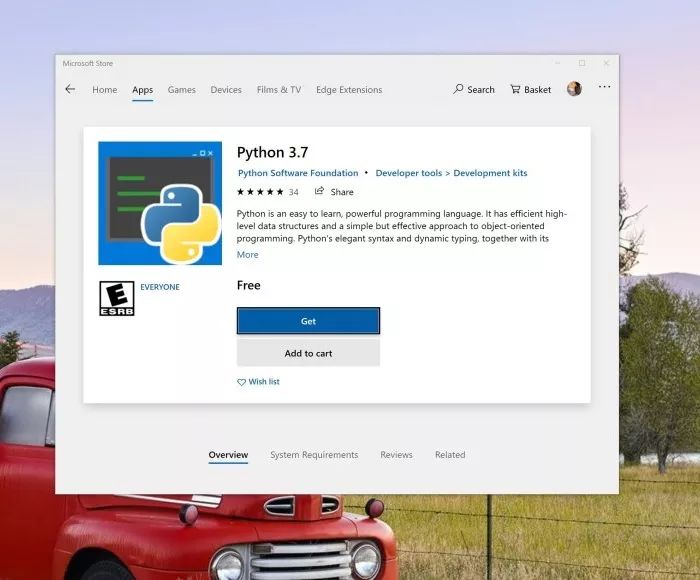 Microsoft Store
Home Apps Games Devices Films & TV Edge Extensions Search Basket
Python 3.7
Python Software Foundation • Developer tools > Development kits
★★★★★ 34 Share
Python is an easy to learn, powerful programming language. It has efficient high-
level data structures and a simple but effective approach to object-oriented
programming. Python's elegant syntax and dynamic typing, together with its
More
E
ESRB
EVERYONE
Free
Get
Add to cart
Wish list
Overview System Requirements Reviews Related